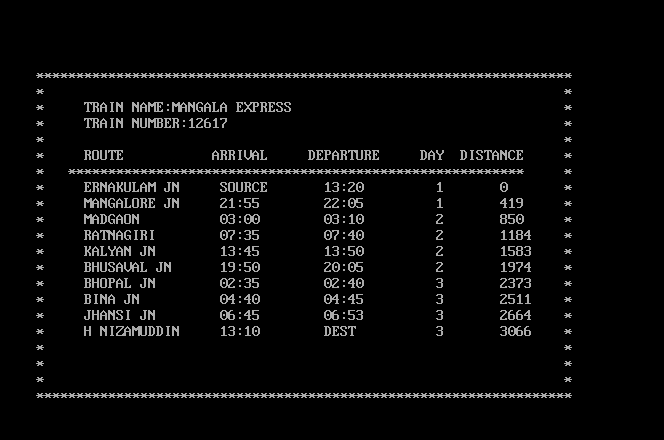 *******************************************************************
* *
* TRAIN NAME:MANGALA EXPRESS *
* TRAIN NUMBER:12617 *
* *
* ROUTE ARRIVAL DEPARTURE DAY DISTANCE *
* ********************************************************* *
* ERNAKULAM JN SOURCE 13:20 1 0 *
* MANGALORE JN 21:55 22:05 1 419 *
* MADGAON 03:00 03:10 2 850 *
* RATNAGIRI 07:35 07:40 2 1184 *
* KALYAN JN 13:45 13:50 2 1583 *
* BHUSAVAL JN 19:50 20:05 2 1974 *
* BHOPAL JN 02:35 02:40 3 2373 *
* BINA JN 04:40 04:45 3 2511 *
* JHANSI JN 06:45 06:53 3 2664 *
* H NIZAMUDDIN 13:10 DEST 3 3066 *
* *
* *
* *
*******************************************************************